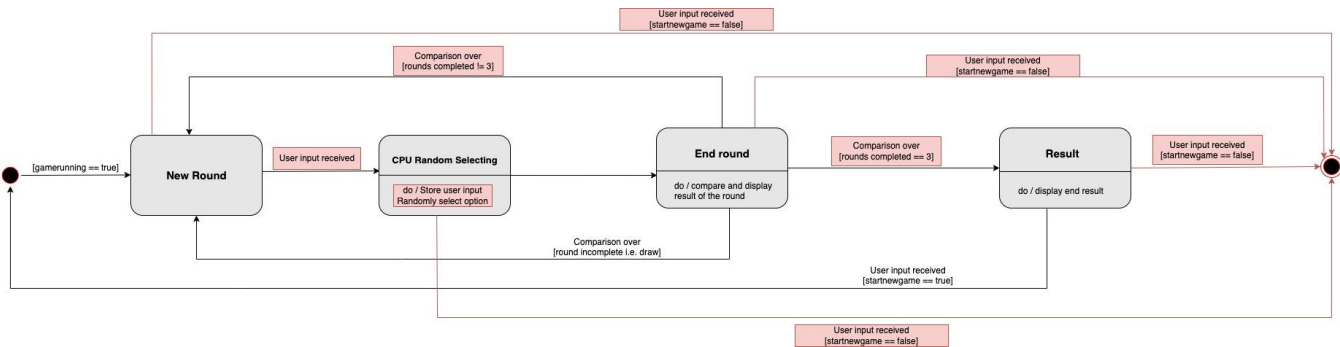 User input received
[startnewgame == false]
Comparison over
[rounds completed != 3]
User input received
[startnewgame == false]
[gamerunning == true]
New Round
User input received
CPU Random Selecting
do / Store user input
Randomly select option
End round
do / compare and display
result of the round
Comparison over
[rounds completed == 3]
Result
do / display end result
User input received
[startnewgame == false]
Comparison over
[round incomplete i.e. draw]
User input received
[startnewgame == true]
User input received
[startnewgame == false]